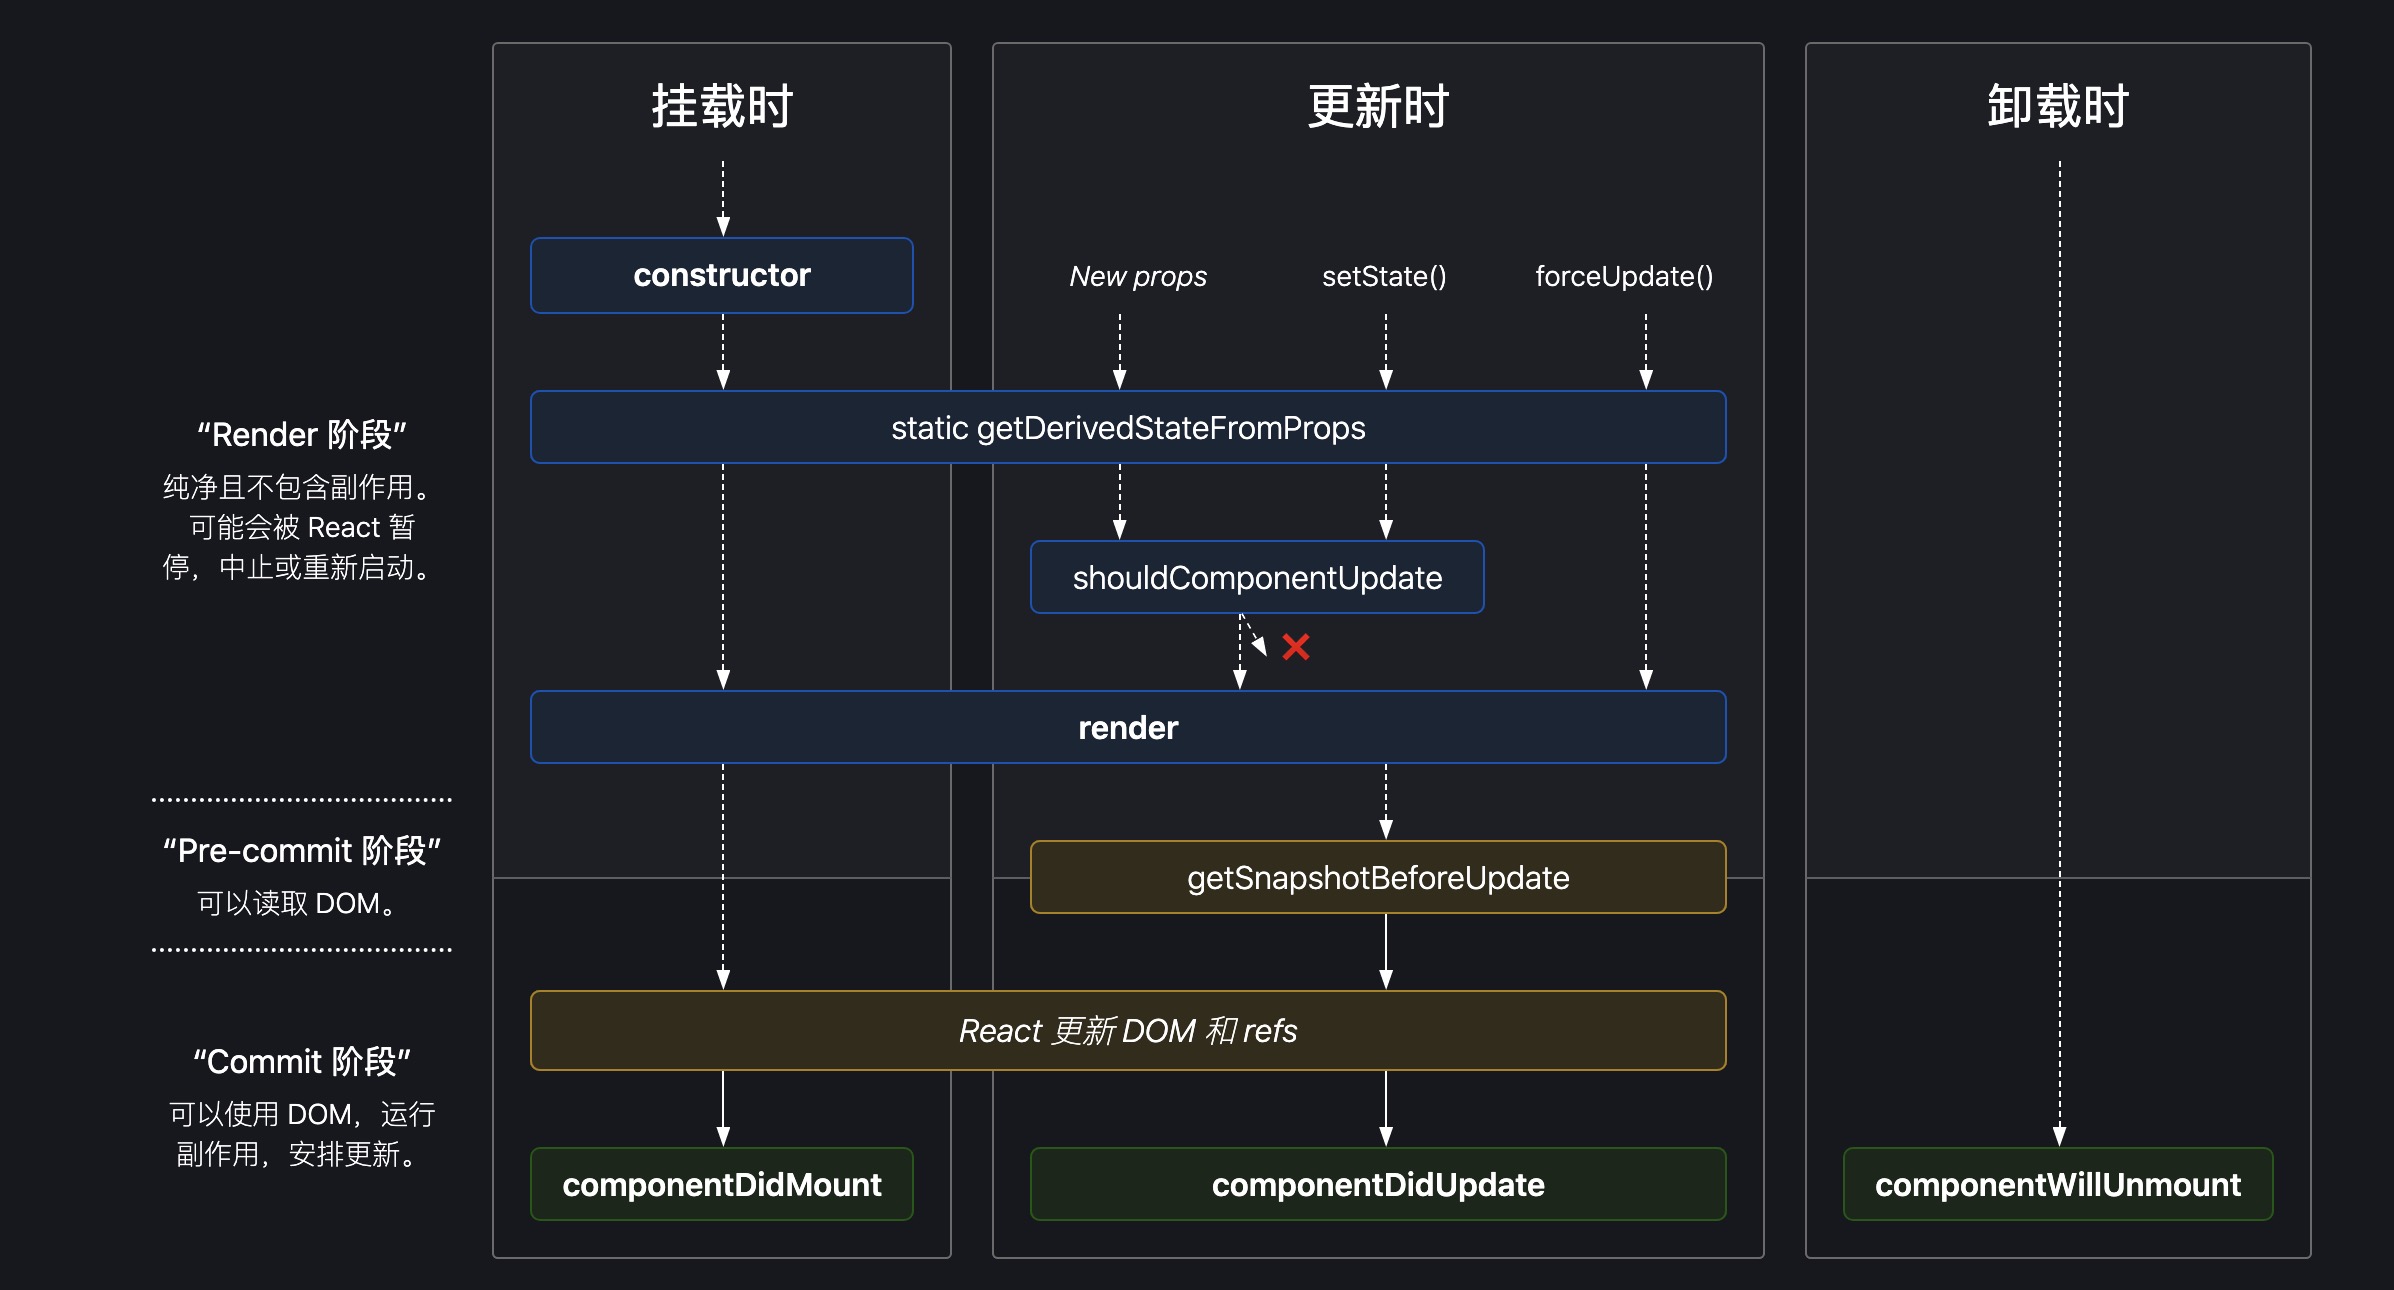 挂载时
更新时
卸载时
constructor
New props
setState()
forceUpdate()
static getDerivedStateFromProps
“Render 阶段”
纯净且不包含副作用。
可能会被 React 暂
停，中止或重新启动。
shouldComponentUpdate
render
“Pre-commit 阶段”
可以读取 DOM。
getSnapshotBeforeUpdate
React 更新 DOM 和 refs
“Commit 阶段”
可以使用 DOM，运行
副作用，安排更新。
componentDidMount
componentDidUpdate
componentWillUnmount